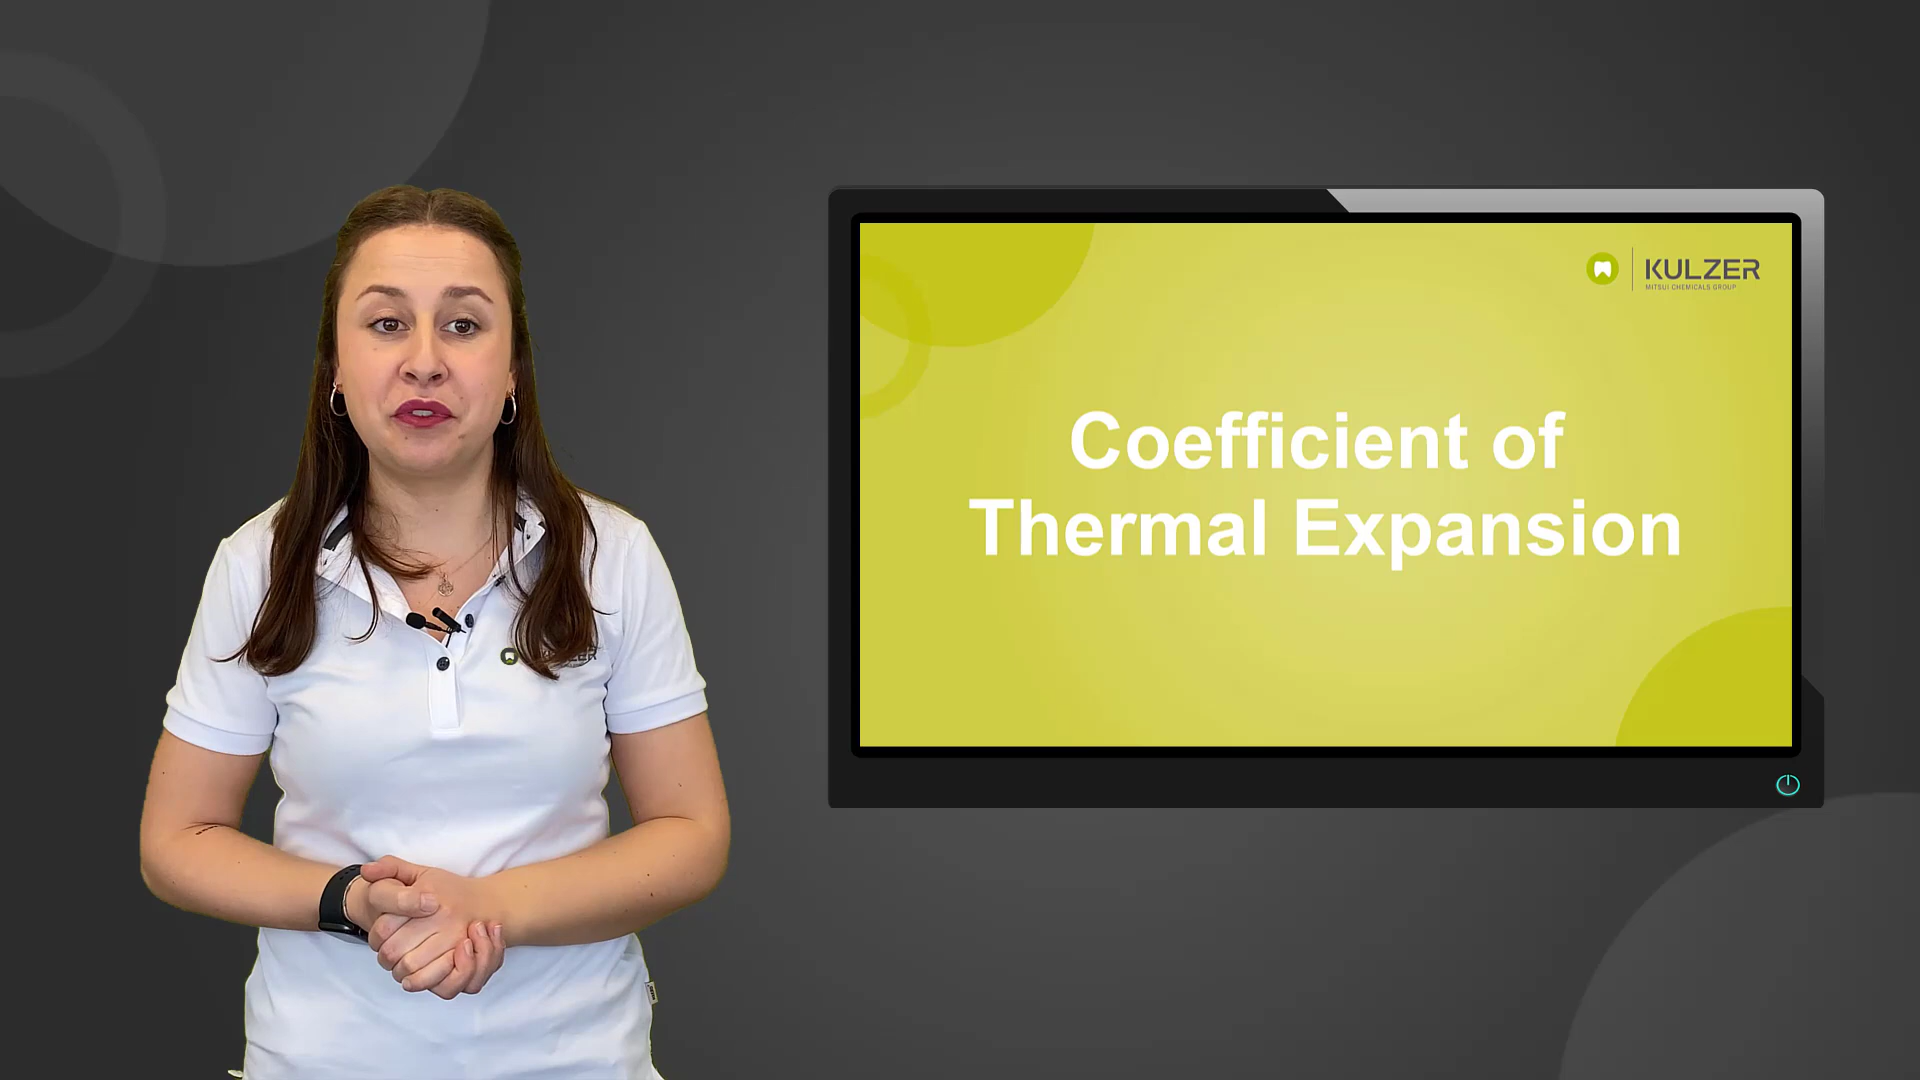 KULZER
MITSUI CHEMICALS GROUP
Coefficient of
Thermal Expansion